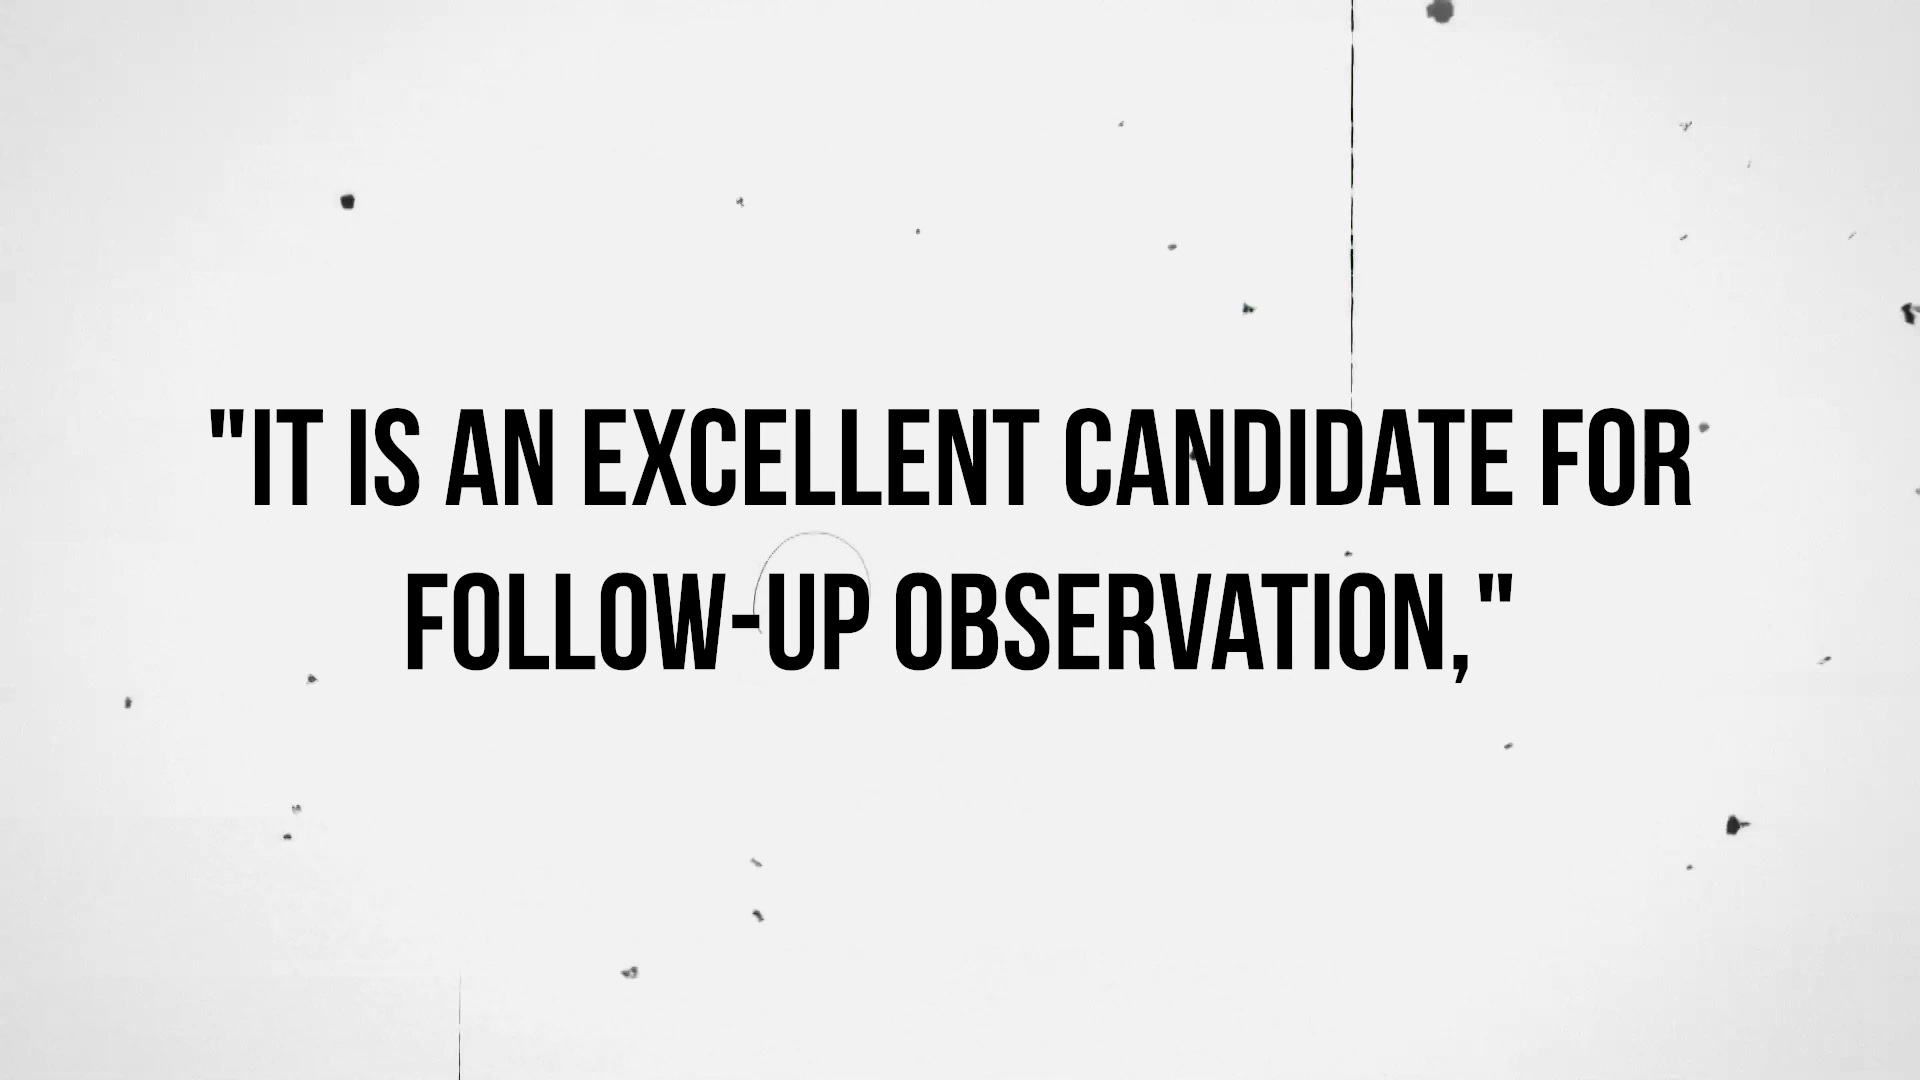 "IT IS AN EXCELLENT CANDIDATE FOR
FOLLOW-UP OBSERVATION,"